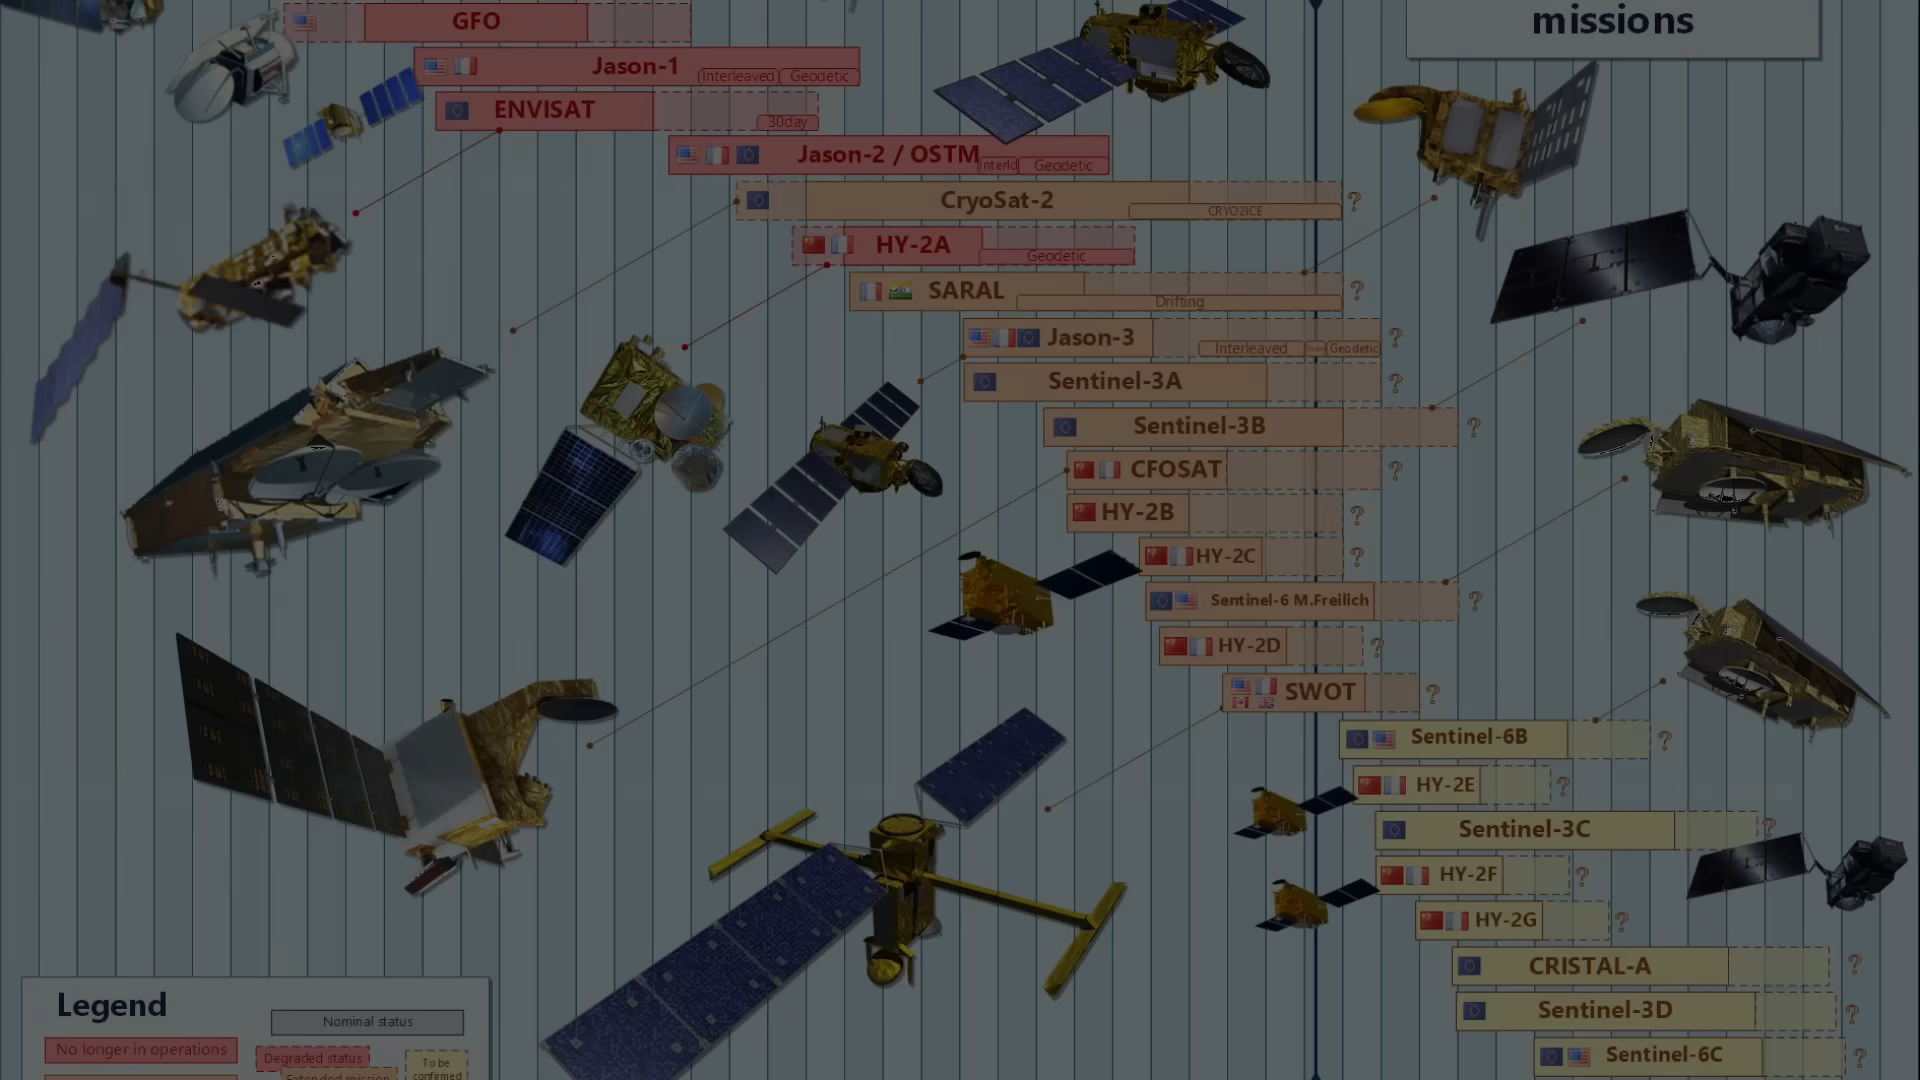 GFO
missions
Jason-1
Interleaved
Geodetic
ENVISAT
30day
Jason-2 / OSTM
Interld
Geodetic
CryoSat-2
CRYO2ICE
?
HY-2A
Geodetic
SARAL
Drifting
?
Jason-3
Interleaved
Geodetic
?
Sentinel-3A
?
Sentinel-3B
?
CFOSAT
?
HY-2B
?
HY-2C
?
Sentinel-6 M.Freilich
?
HY-2D
?
SWOT
?
Sentinel-6B
?
HY-2E
?
Sentinel-3C
?
HY-2F
?
HY-2G
?
CRISTAL-A
?
Sentinel-3D
?
Sentinel-6C
?
Legend
Nominal status
No longer in operations
Degraded status
Extended mission
To be
confirmed